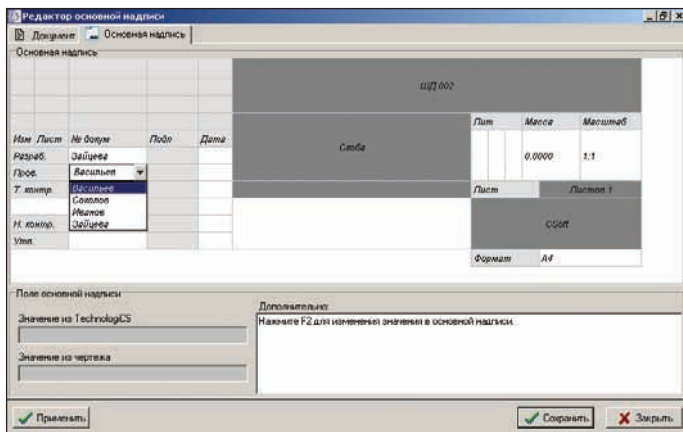 Редактор основной надписи
Документ Основная надпись
Основная надпись
ШД 002
Изм Лист № докум Подп Дата
Скоба
Лит Масса Масштаб
Разраб. Зайцева
0.0000 1:1
Пров. Васильев
Т. контр. Васильев
Лист Листов 1
Соколов
Иванов
Н. контр. Зайцева
CSoft
Утв.
Формат А4
Поле основной надписи
Значение из TechnologiCS
Дополнительно:
Нажмите F2 для изменения значения в основной надписи.
Значение из чертежа
Применить Сохранить Закрыть